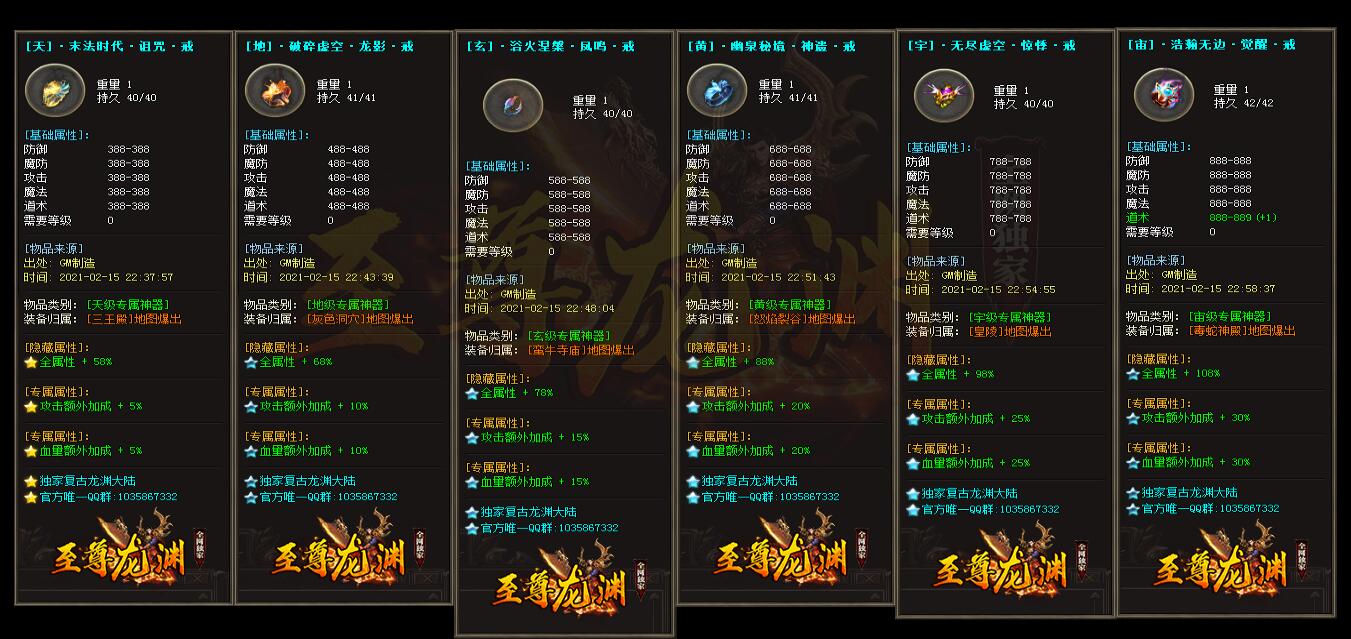 [天]·末法时代·诅咒·戒
重量 1
持久 40/40
[基础属性]:
防御 388-388
魔防 388-388
攻击 388-388
魔法 388-388
道术 388-388
需要等级 0
[物品来源]
出处: GM制造
时间: 2021-02-15 22:37:57
物品类别: [天级专属神器]
装备归属: [三王殿]地图爆出
[隐藏属性]:
全属性 + 58%
[专属属性]:
攻击额外加成 + 5%
[专属属性]:
血量额外加成 + 5%
独家复古龙渊大陆
官方唯一QQ群:1035867332
至尊龙渊
全网独家
[地]·破碎虚空·龙影·戒
重量 1
持久 41/41
[基础属性]:
防御 488-488
魔防 488-488
攻击 488-488
魔法 488-488
道术 488-488
需要等级 0
[物品来源]
出处: GM制造
时间: 2021-02-15 22:43:39
物品类别: [地级专属神器]
装备归属: [灰色洞穴]地图爆出
[隐藏属性]:
全属性 + 68%
[专属属性]:
攻击额外加成 + 10%
[专属属性]:
血量额外加成 + 10%
独家复古龙渊大陆
官方唯一QQ群:1035867332
至尊龙渊
全网独家
[玄]·浴火涅槃·凤鸣·戒
重量 1
持久 40/40
[基础属性]:
防御 588-588
魔防 588-588
攻击 588-588
魔法 588-588
道术 588-588
需要等级 0
[物品来源]
出处: GM制造
时间: 2021-02-15 22:48:04
物品类别: [玄级专属神器]
装备归属: [蛮牛寺庙]地图爆出
[隐藏属性]:
全属性 + 78%
[专属属性]:
攻击额外加成 + 15%
[专属属性]:
血量额外加成 + 15%
独家复古龙渊大陆
官方唯一QQ群:1035867332
至尊龙渊
全网独家
[黄]·幽泉秘境·神遗·戒
重量 1
持久 41/41
[基础属性]:
防御 688-688
魔防 688-688
攻击 688-688
魔法 688-688
道术 688-688
需要等级 0
[物品来源]
出处: GM制造
时间: 2021-02-15 22:51:43
物品类别: [黄级专属神器]
装备归属: [怒焰裂谷]地图爆出
[隐藏属性]:
全属性 + 88%
[专属属性]:
攻击额外加成 + 20%
[专属属性]:
血量额外加成 + 20%
独家复古龙渊大陆
官方唯一QQ群:1035867332
至尊龙渊
全网独家
[宇]·无尽虚空·惊悸·戒
重量 1
持久 40/40
[基础属性]:
防御 788-788
魔防 788-788
攻击 788-788
魔法 788-788
道术 788-788
需要等级 0
[物品来源]
出处: GM制造
时间: 2021-02-15 22:54:55
物品类别: [宇级专属神器]
装备归属: [皇陵]地图爆出
[隐藏属性]:
全属性 + 98%
[专属属性]:
攻击额外加成 + 25%
[专属属性]:
血量额外加成 + 25%
独家复古龙渊大陆
官方唯一QQ群:1035867332
至尊龙渊
全网独家
[宙]·浩瀚无边·觉醒·戒
重量 1
持久 42/42
[基础属性]:
防御 888-888
魔防 888-888
攻击 888-888
魔法 888-888
道术 888-889 (+1)
需要等级 0
[物品来源]
出处: GM制造
时间: 2021-02-15 22:58:37
物品类别: [宙级专属神器]
装备归属: [毒蛇神殿]地图爆出
[隐藏属性]:
全属性 + 108%
[专属属性]:
攻击额外加成 + 30%
[专属属性]:
血量额外加成 + 30%
独家复古龙渊大陆
官方唯一QQ群:1035867332
至尊龙渊
全网独家
至尊龙渊
独家